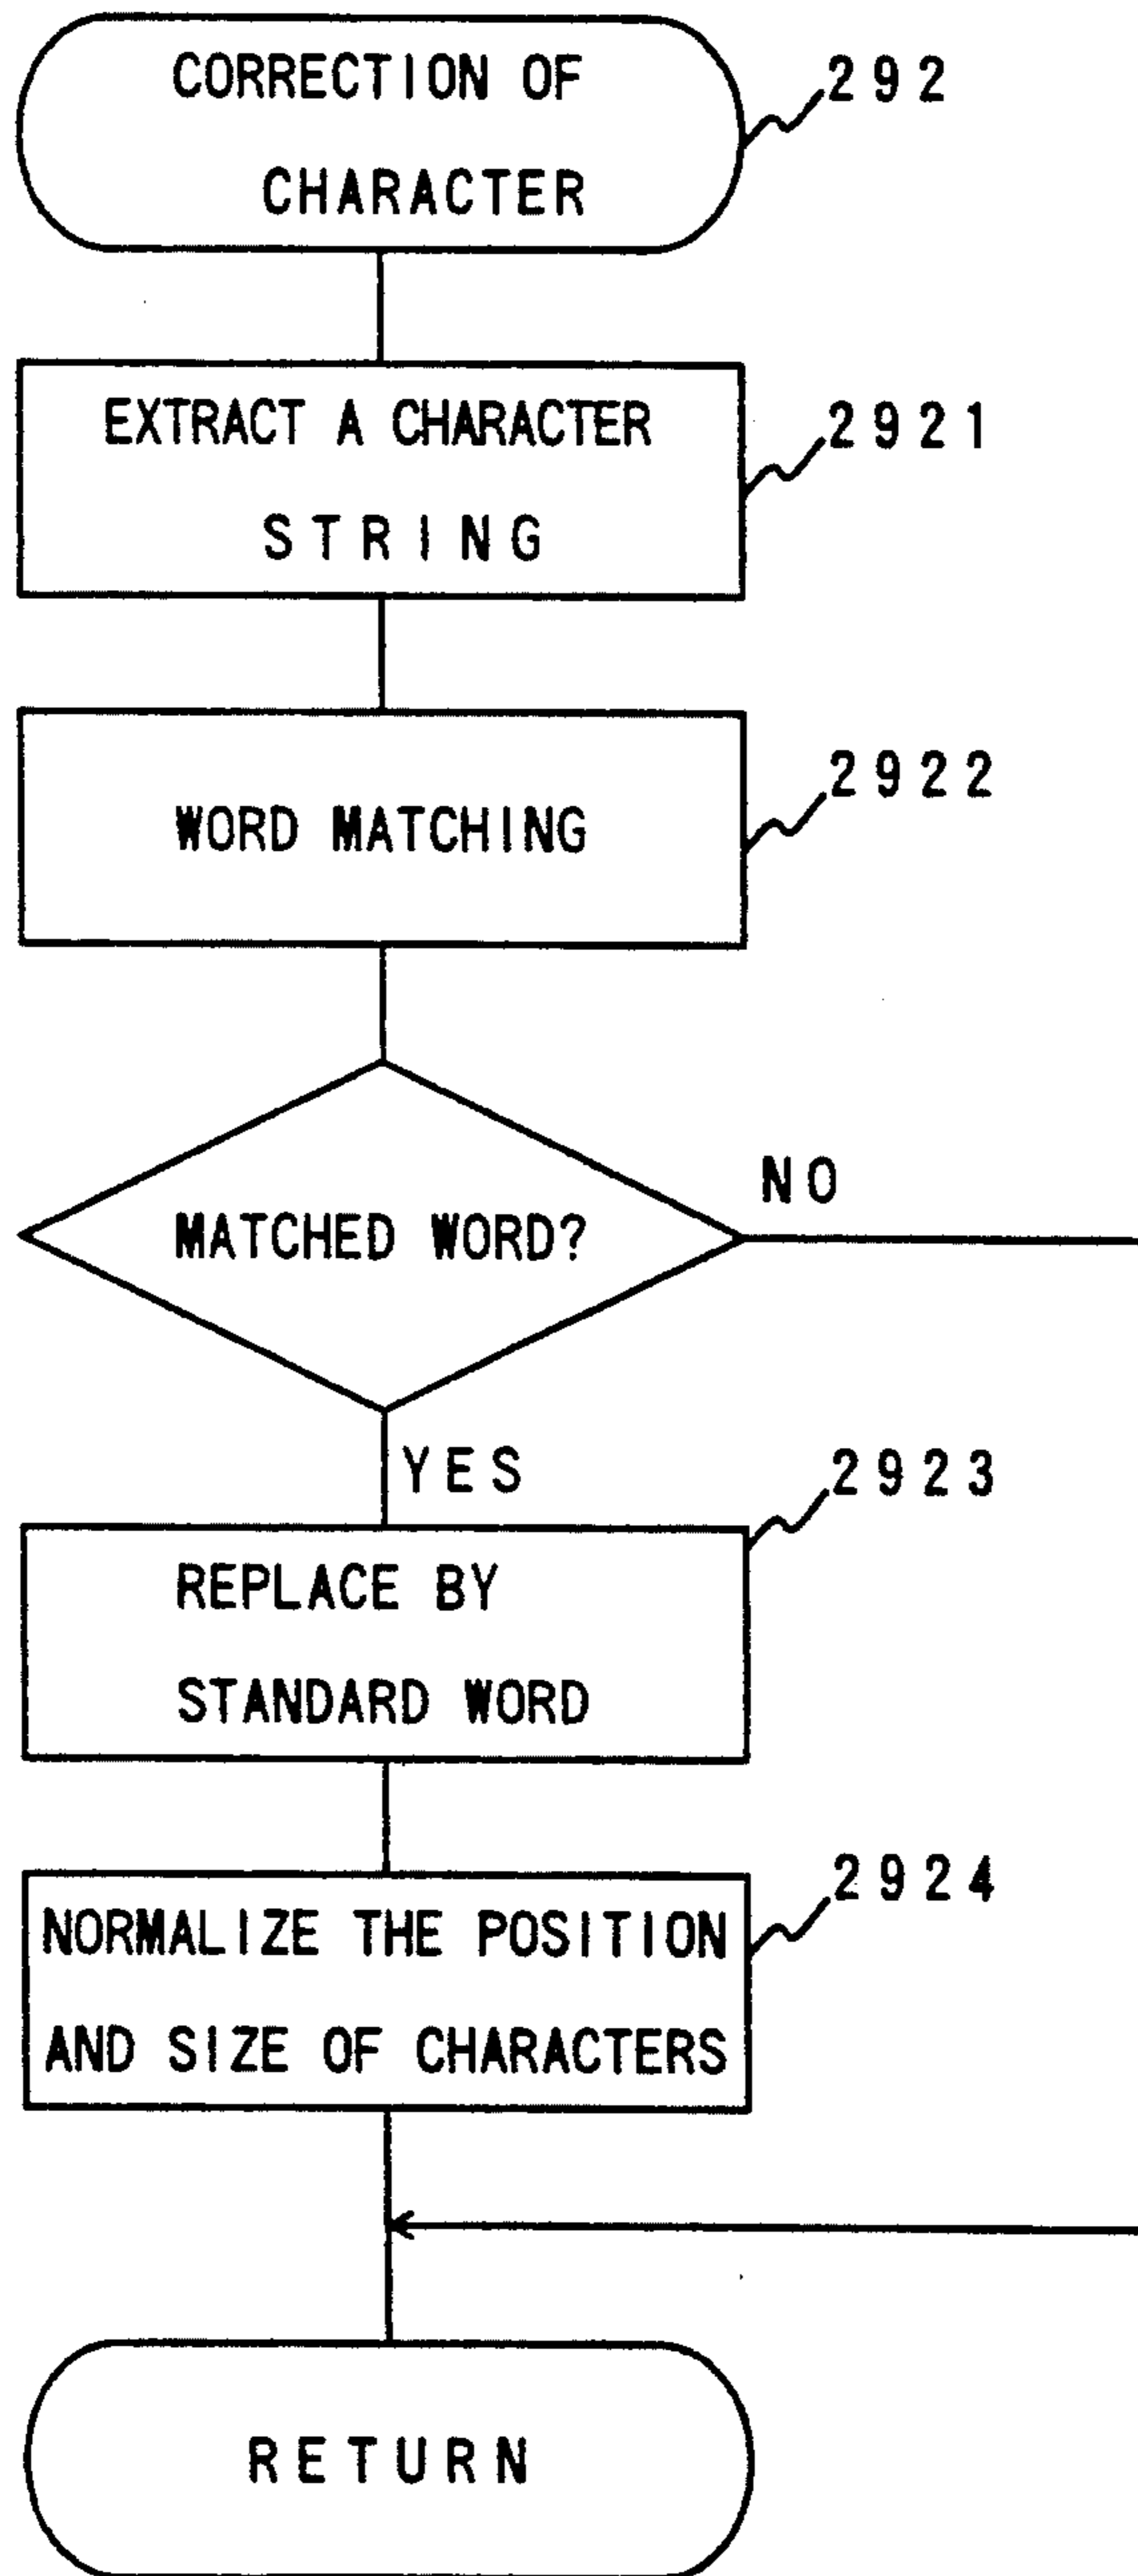 CORRECTION OF
CHARACTER
292
EXTRACT A CHARACTER
STRING
2921
WORD MATCHING
2922
MATCHED WORD?
NO
YES
REPLACE BY
STANDARD WORD
2923
NORMALIZE THE POSITION
AND SIZE OF CHARACTERS
2924
RETURN